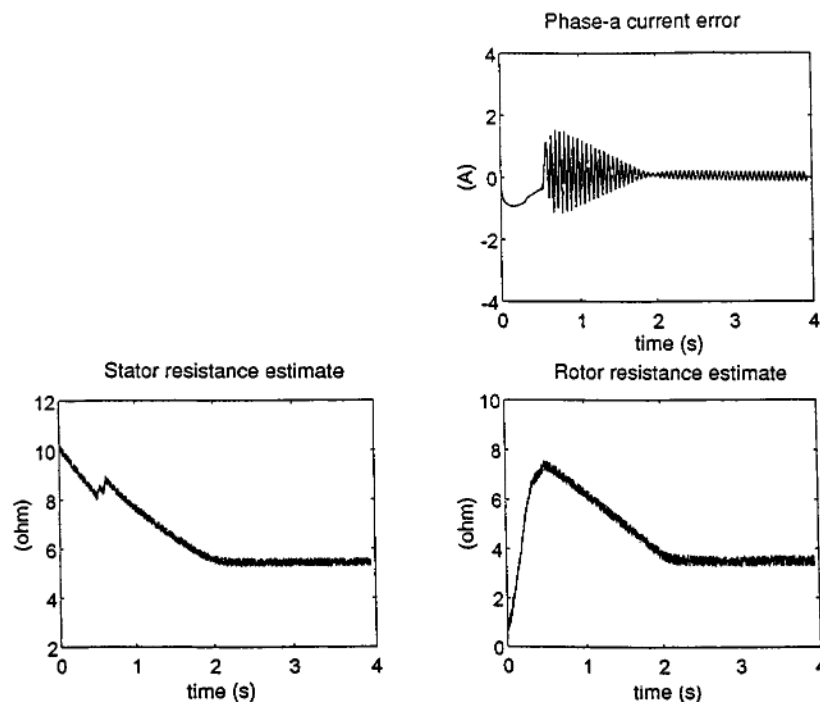 Phase-a current error
4
2
0
-2
-4
(A)
0 1 2 3 4
time (s)
Stator resistance estimate
12
10
8
6
4
2
(ohm)
0 1 2 3 4
time (s)
Rotor resistance estimate
10
8
6
4
2
0
(ohm)
0 1 2 3 4
time (s)